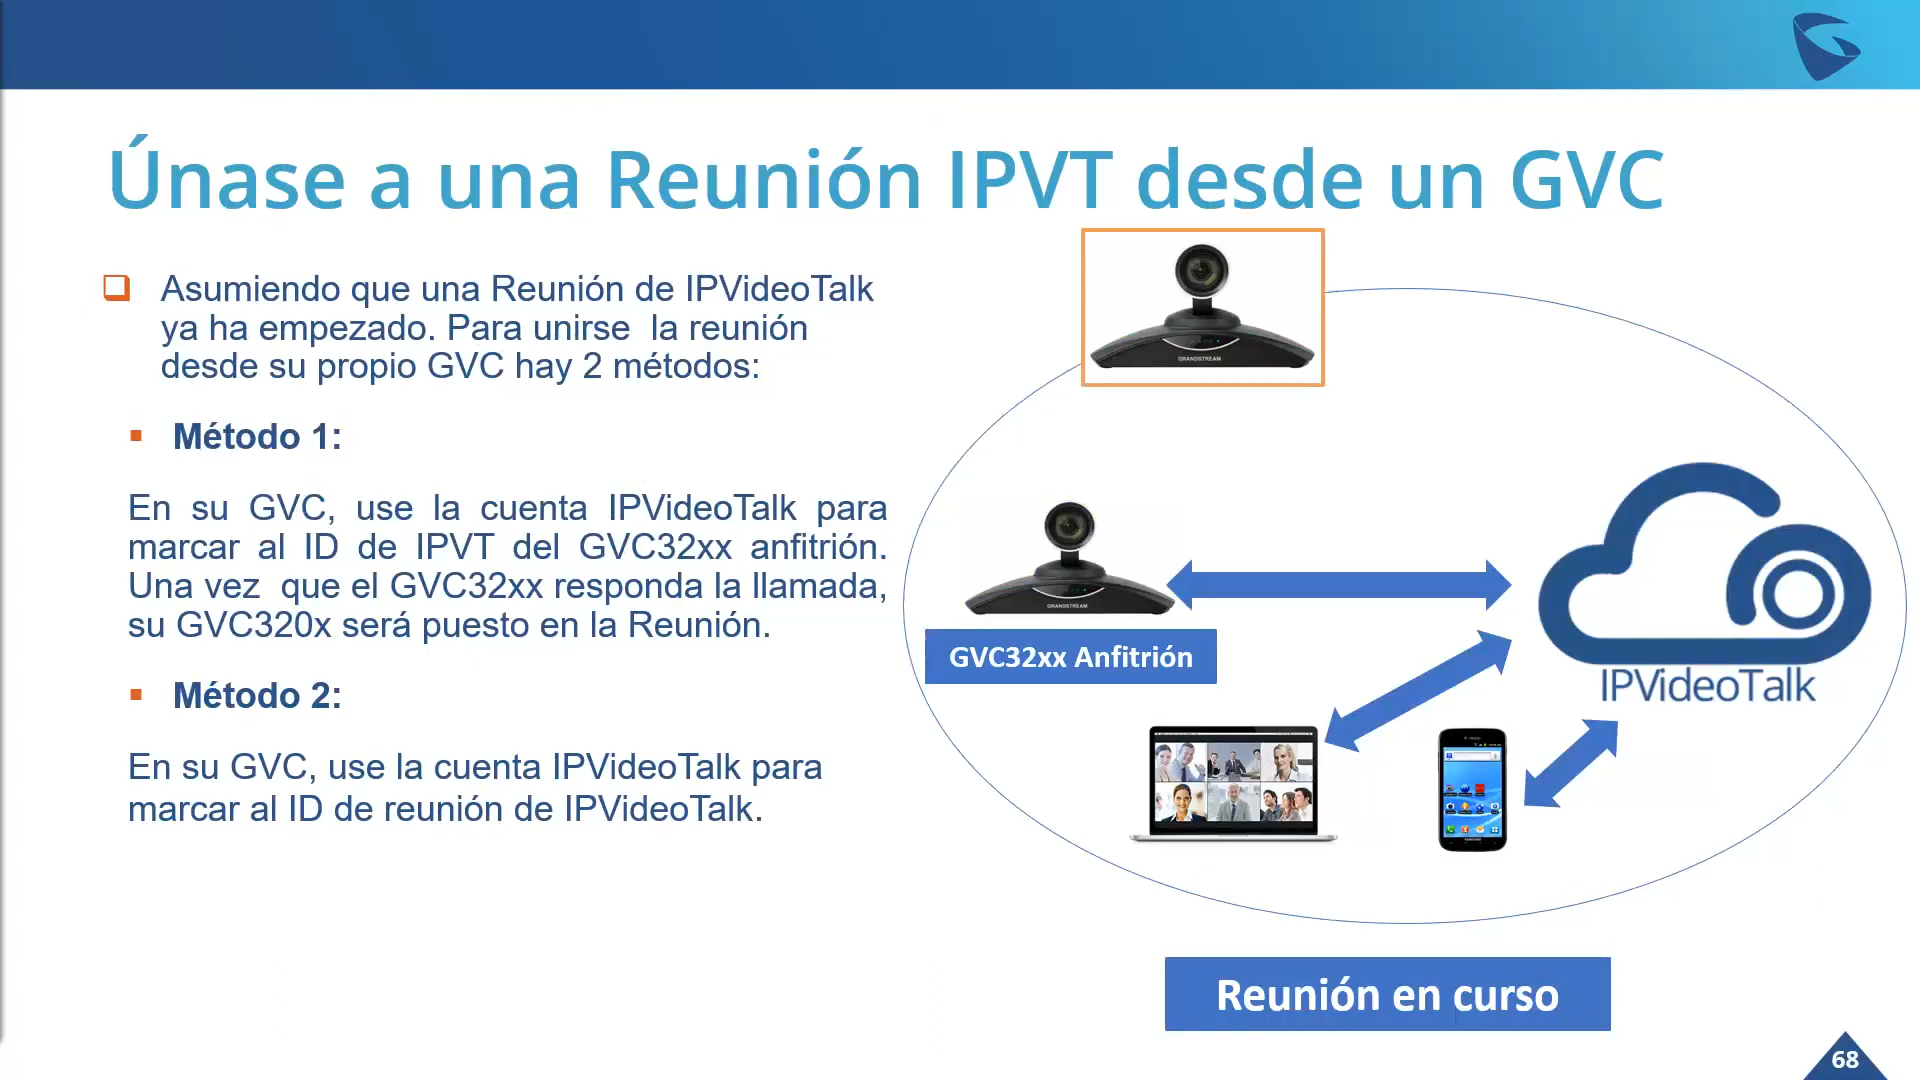 Únase a una Reunión IPVT desde un GVC
Asumiendo que una Reunión de IPVideoTalk
ya ha empezado. Para unirse la reunión
desde su propio GVC hay 2 métodos:
Método 1:
En su GVC, use la cuenta IPVideoTalk para
marcar al ID de IPVT del GVC32xx anfitrión.
Una vez que el GVC32xx responda la llamada,
su GVC320x será puesto en la Reunión.
Método 2:
En su GVC, use la cuenta IPVideoTalk para
marcar al ID de reunión de IPVideoTalk.
GRANDSTREAM
GRANDSTREAM
GVC32xx Anfitrión
IPVideoTalk
Reunión en curso
68